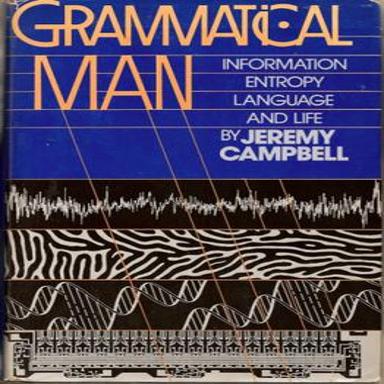 GRAMMATICAL
MAN
INFORMATION
ENTROPY
LANGUAGE
AND LIFE
BY JEREMY
CAMPBELL